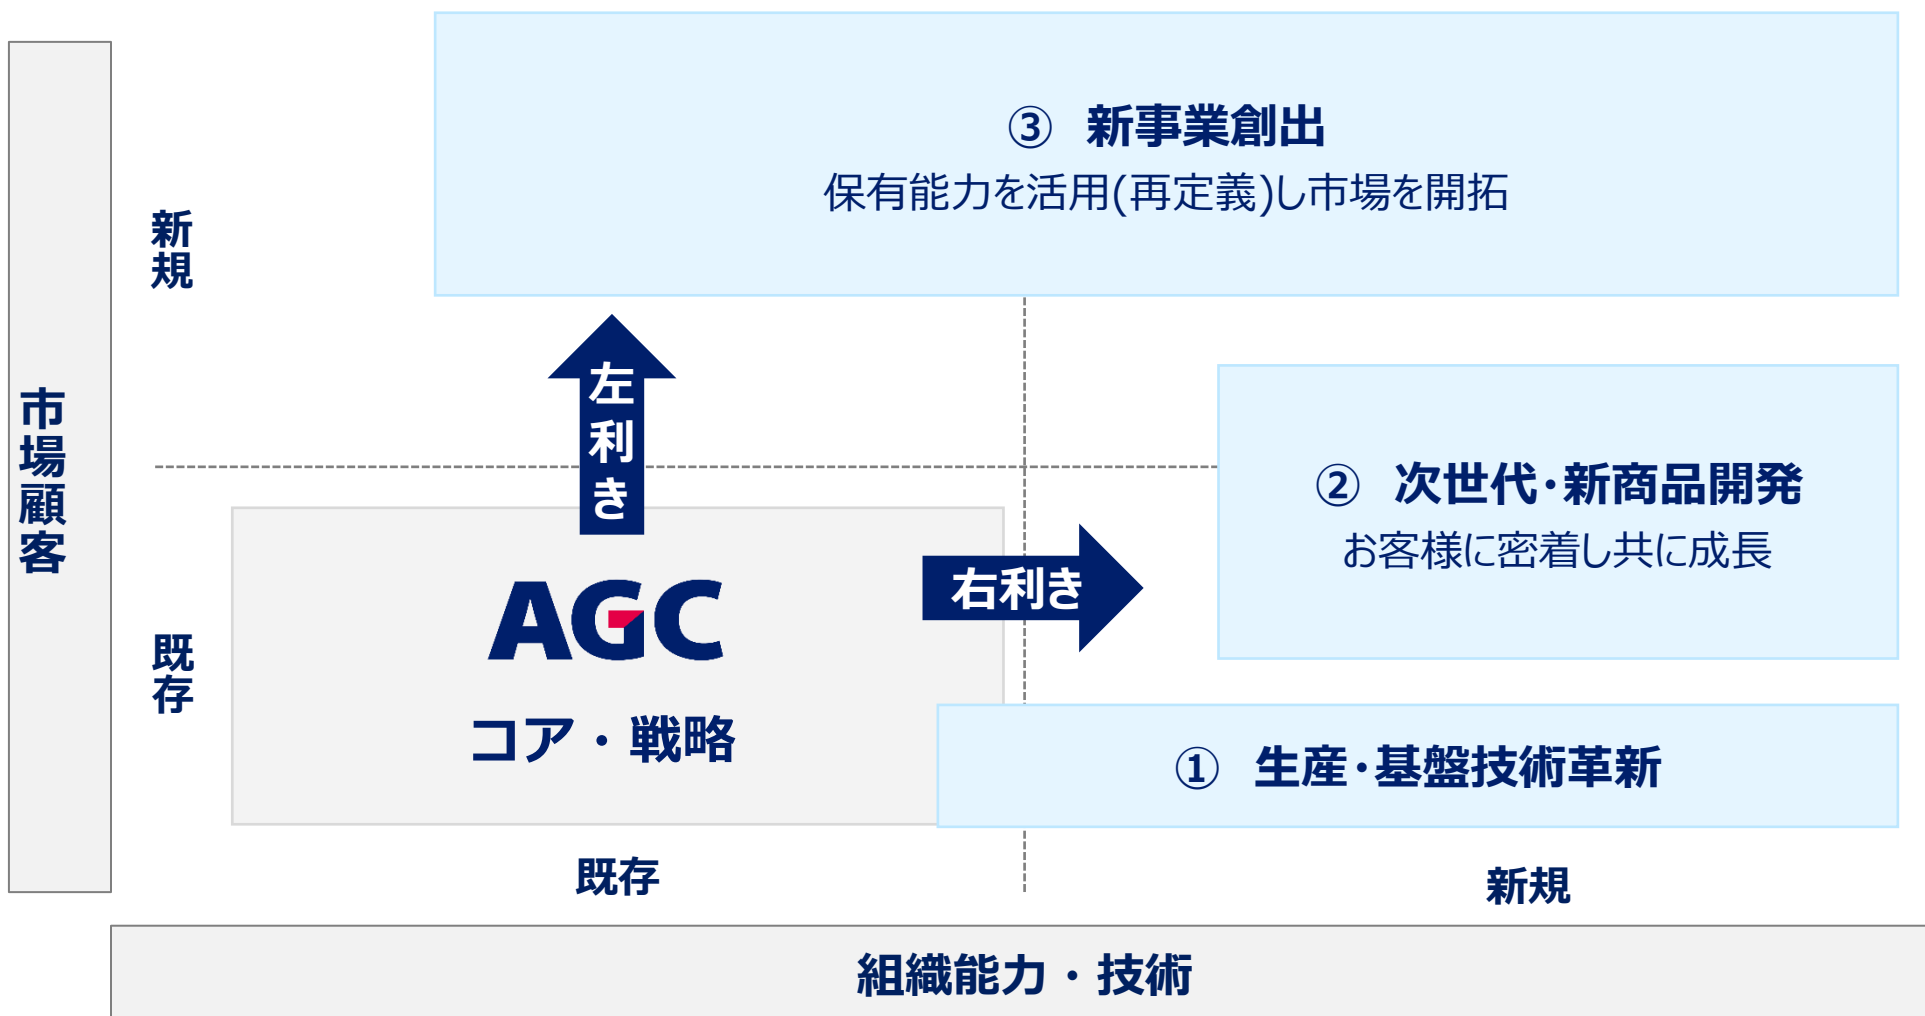 ③ 新事業創出
保有能力を活用(再定義)し市場を開拓
新規
市場顧客
左利き
② 次世代・新商品開発
お客様に密着し共に成長
右利き
AGC
コア・戦略
既存
① 生産・基盤技術革新
既存
新規
組織能力・技術